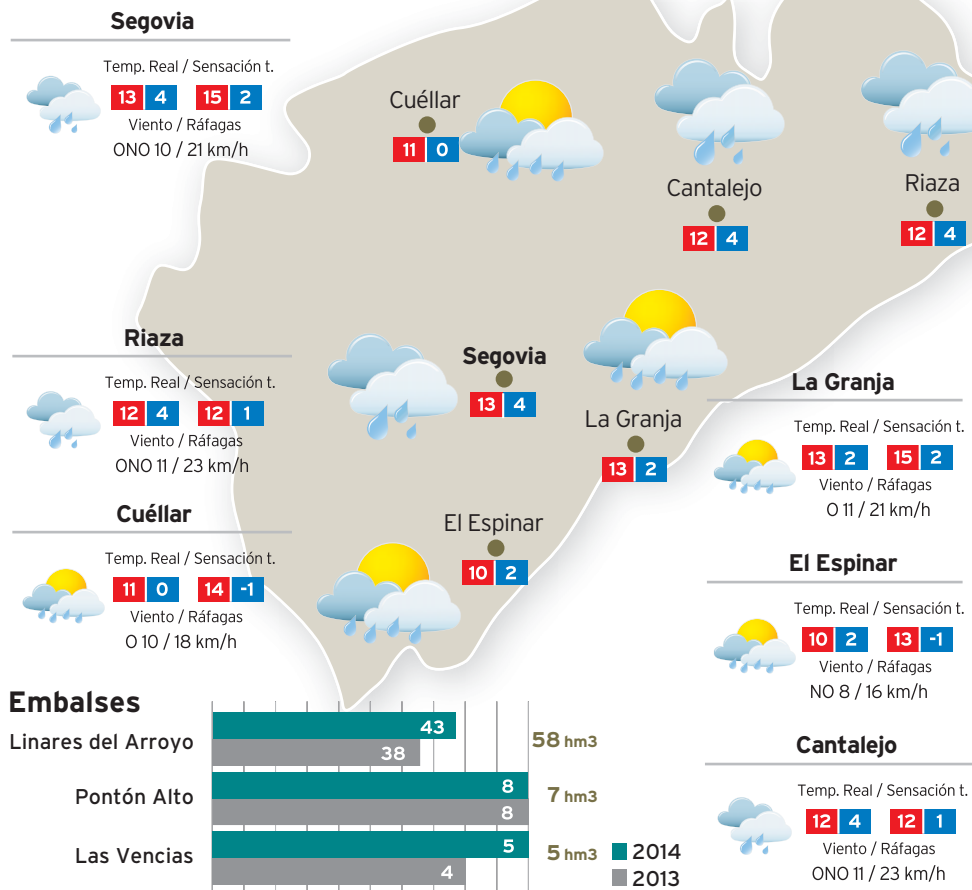 Segovia
Temp. Real / Sensación t.
13 4 15 2
Viento / Ráfagas
ONO 10 / 21 km/h
Cuéllar
11 0
Cantalejo
12 4
Riaza
12 4
Riaza
Temp. Real / Sensación t.
12 4 12 1
Viento / Ráfagas
ONO 11 / 23 km/h
Segovia
13 4
La Granja
13 2
La Granja
Temp. Real / Sensación t.
13 2 15 2
Viento / Ráfagas
O 11 / 21 km/h
Cuéllar
Temp. Real / Sensación t.
11 0 14 -1
Viento / Ráfagas
O 10 / 18 km/h
El Espinar
10 2
El Espinar
Temp. Real / Sensación t.
10 2 13 -1
Viento / Ráfagas
NO 8 / 16 km/h
Embalses
Linares del Arroyo
43
38
58 hm3
Pontón Alto
8
8
7 hm3
Las Vencias
5
4
5 hm3
2014
2013
Cantalejo
Temp. Real / Sensación t.
12 4 12 1
Viento / Ráfagas
ONO 11 / 23 km/h